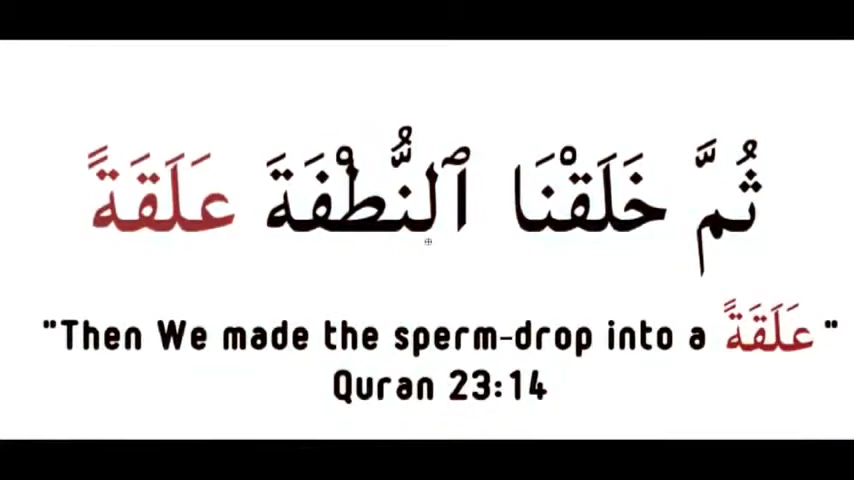 ثُمَّ خَلَقْنَا ٱلنُّطْفَةَ عَلَقَةً
"Then We made the sperm-drop into a عَلَقَةً"
Quran 23:14